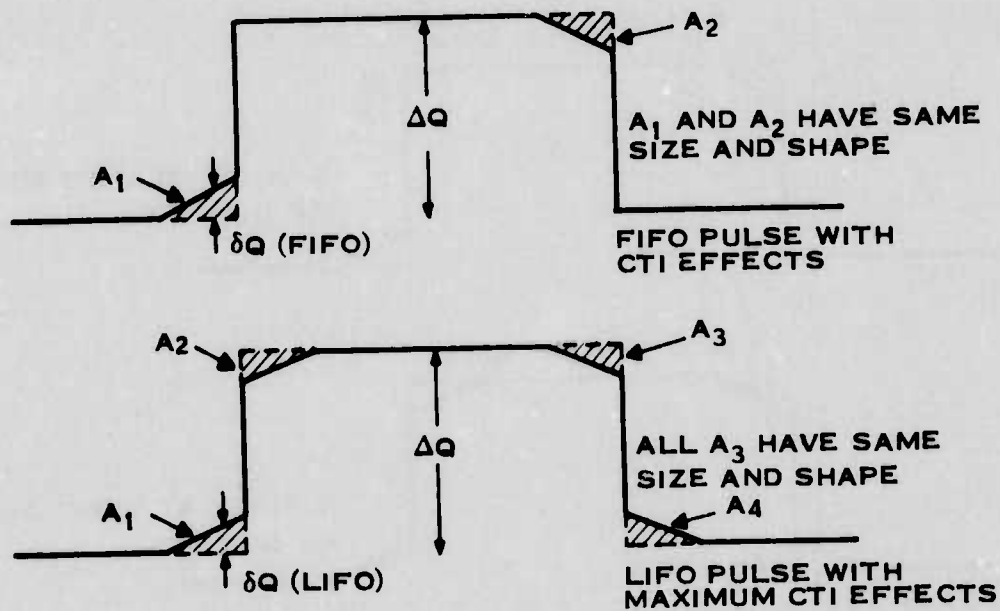 A2
ΔQ
A1 AND A2 HAVE SAME
SIZE AND SHAPE
A1
δQ (FIFO)
FIFO PULSE WITH
CTI EFFECTS
A2
A3
ΔQ
ALL A3 HAVE SAME
SIZE AND SHAPE
A1
A4
δQ (LIFO)
LIFO PULSE WITH
MAXIMUM CTI EFFECTS